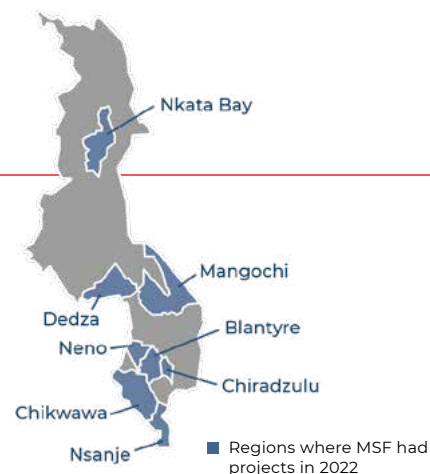 Nkata Bay
Mangochi
Dedza
Blantyre
Neno
Chiradzulu
Chikwawa
Nsanje
Regions where MSF had
projects in 2022